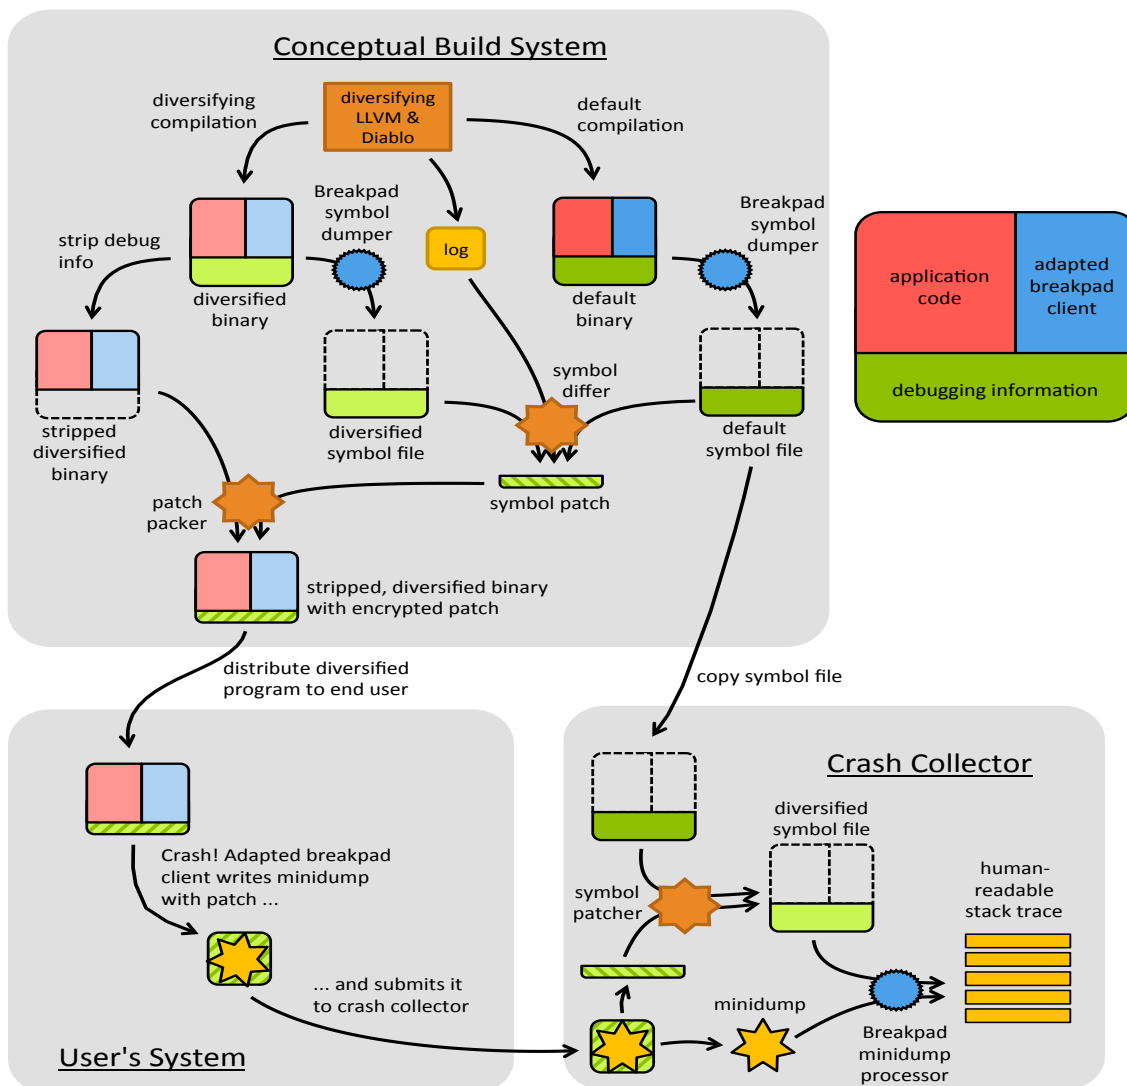 Conceptual Build System
diversifying
compilation
diversifying
LLVM &
Diablo
default
compilation
Breakpad
symbol
dumper
Breakpad
symbol
dumper
strip debug
info
log
diversified
binary
default
binary
application
code
adapted
breakpad
client
debugging information
symbol
differ
stripped
diversified
binary
diversified
symbol file
default
symbol file
patch
packer
symbol patch
stripped, diversified binary
with encrypted patch
distribute diversified
program to end user
copy symbol file
Crash Collector
diversified
symbol file
Crash! Adapted breakpad
client writes minidump
with patch ...
symbol
patcher
human-
readable
stack trace
... and submits it
to crash collector
minidump
Breakpad
minidump
processor
User's System